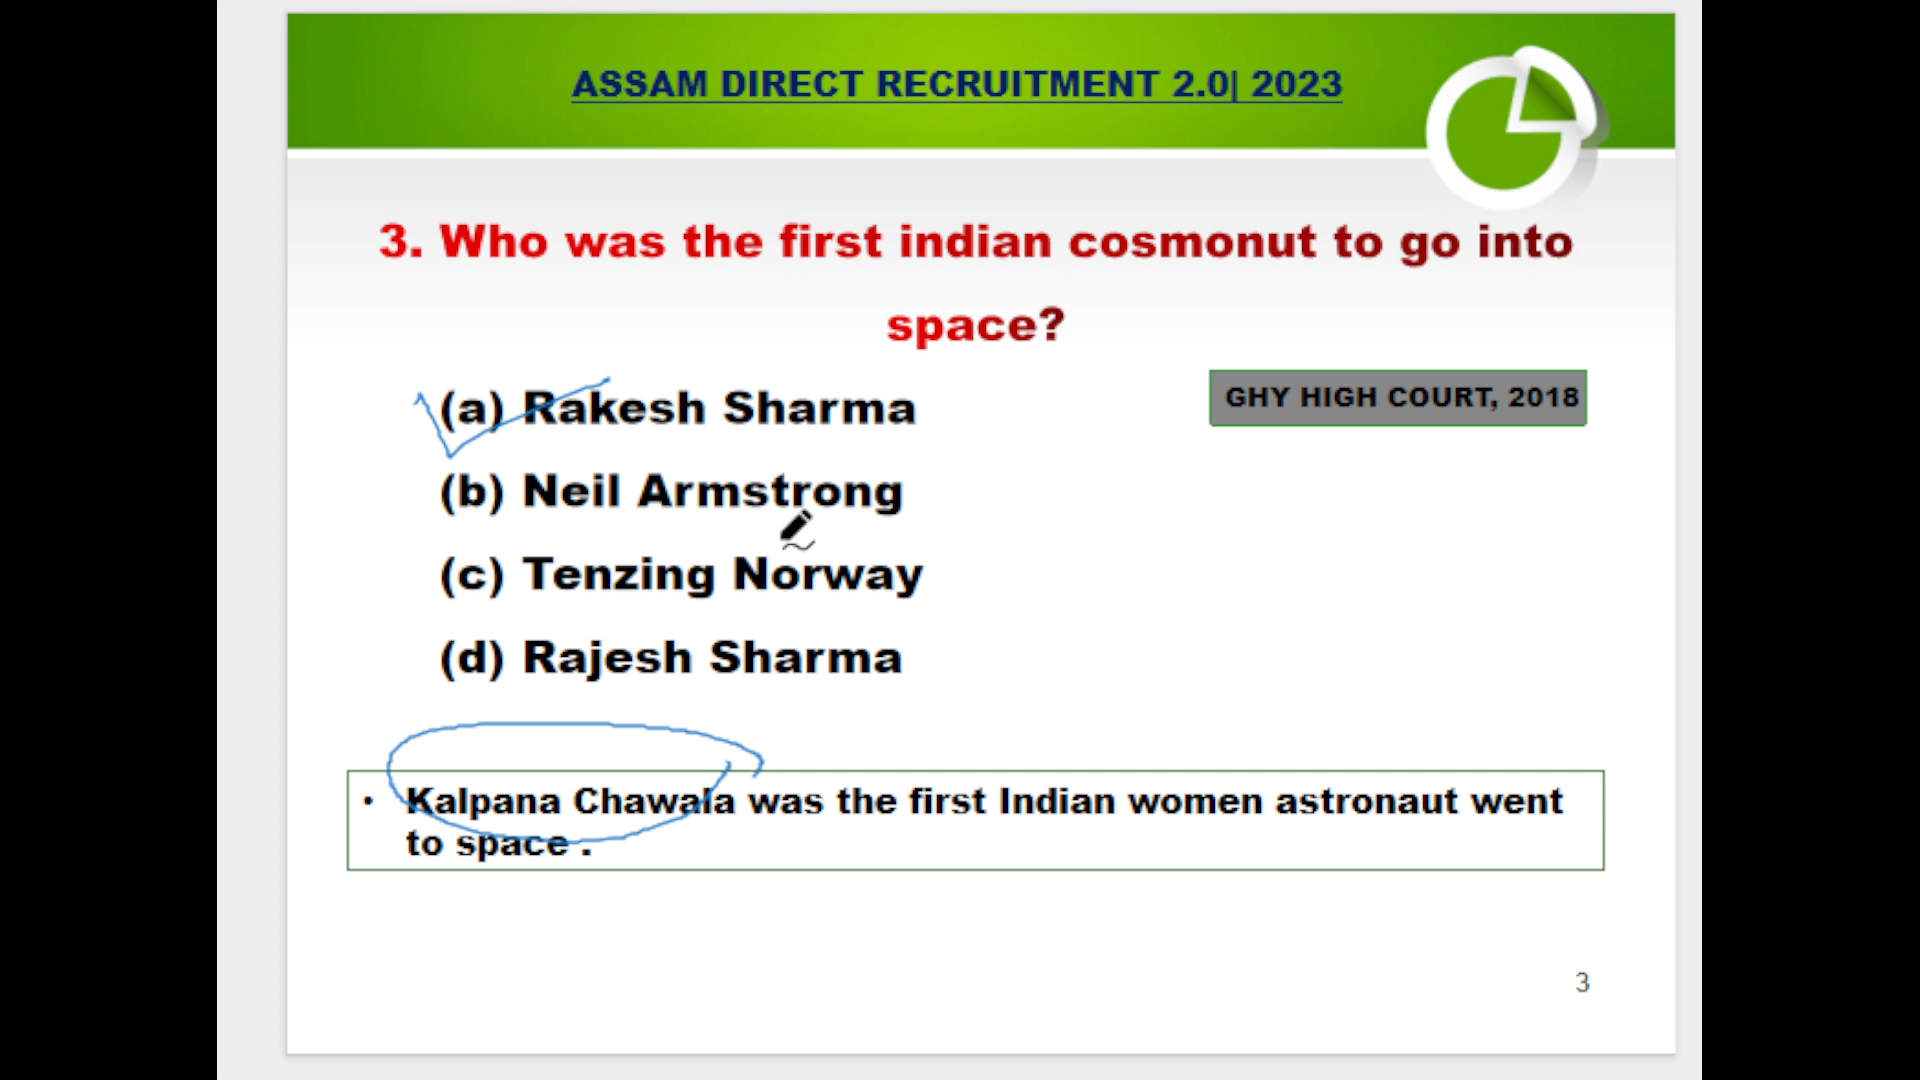 ASSAM DIRECT RECRUITMENT 2.0| 2023
3. Who was the first indian cosmonut to go into
space?
(a) Rakesh Sharma
GHY HIGH COURT, 2018
(b) Neil Armstrong
(c) Tenzing Norway
(d) Rajesh Sharma
• Kalpana Chawala was the first Indian women astronaut went
to space .
3